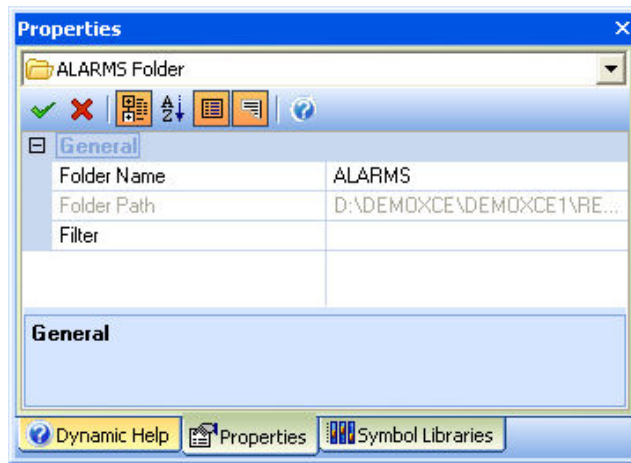 Properties
ALARMS Folder
General
Folder Name ALARMS
Folder Path D:\DEMOXCE\DEMOXCE1\RE...
Filter
General
Dynamic Help Properties Symbol Libraries